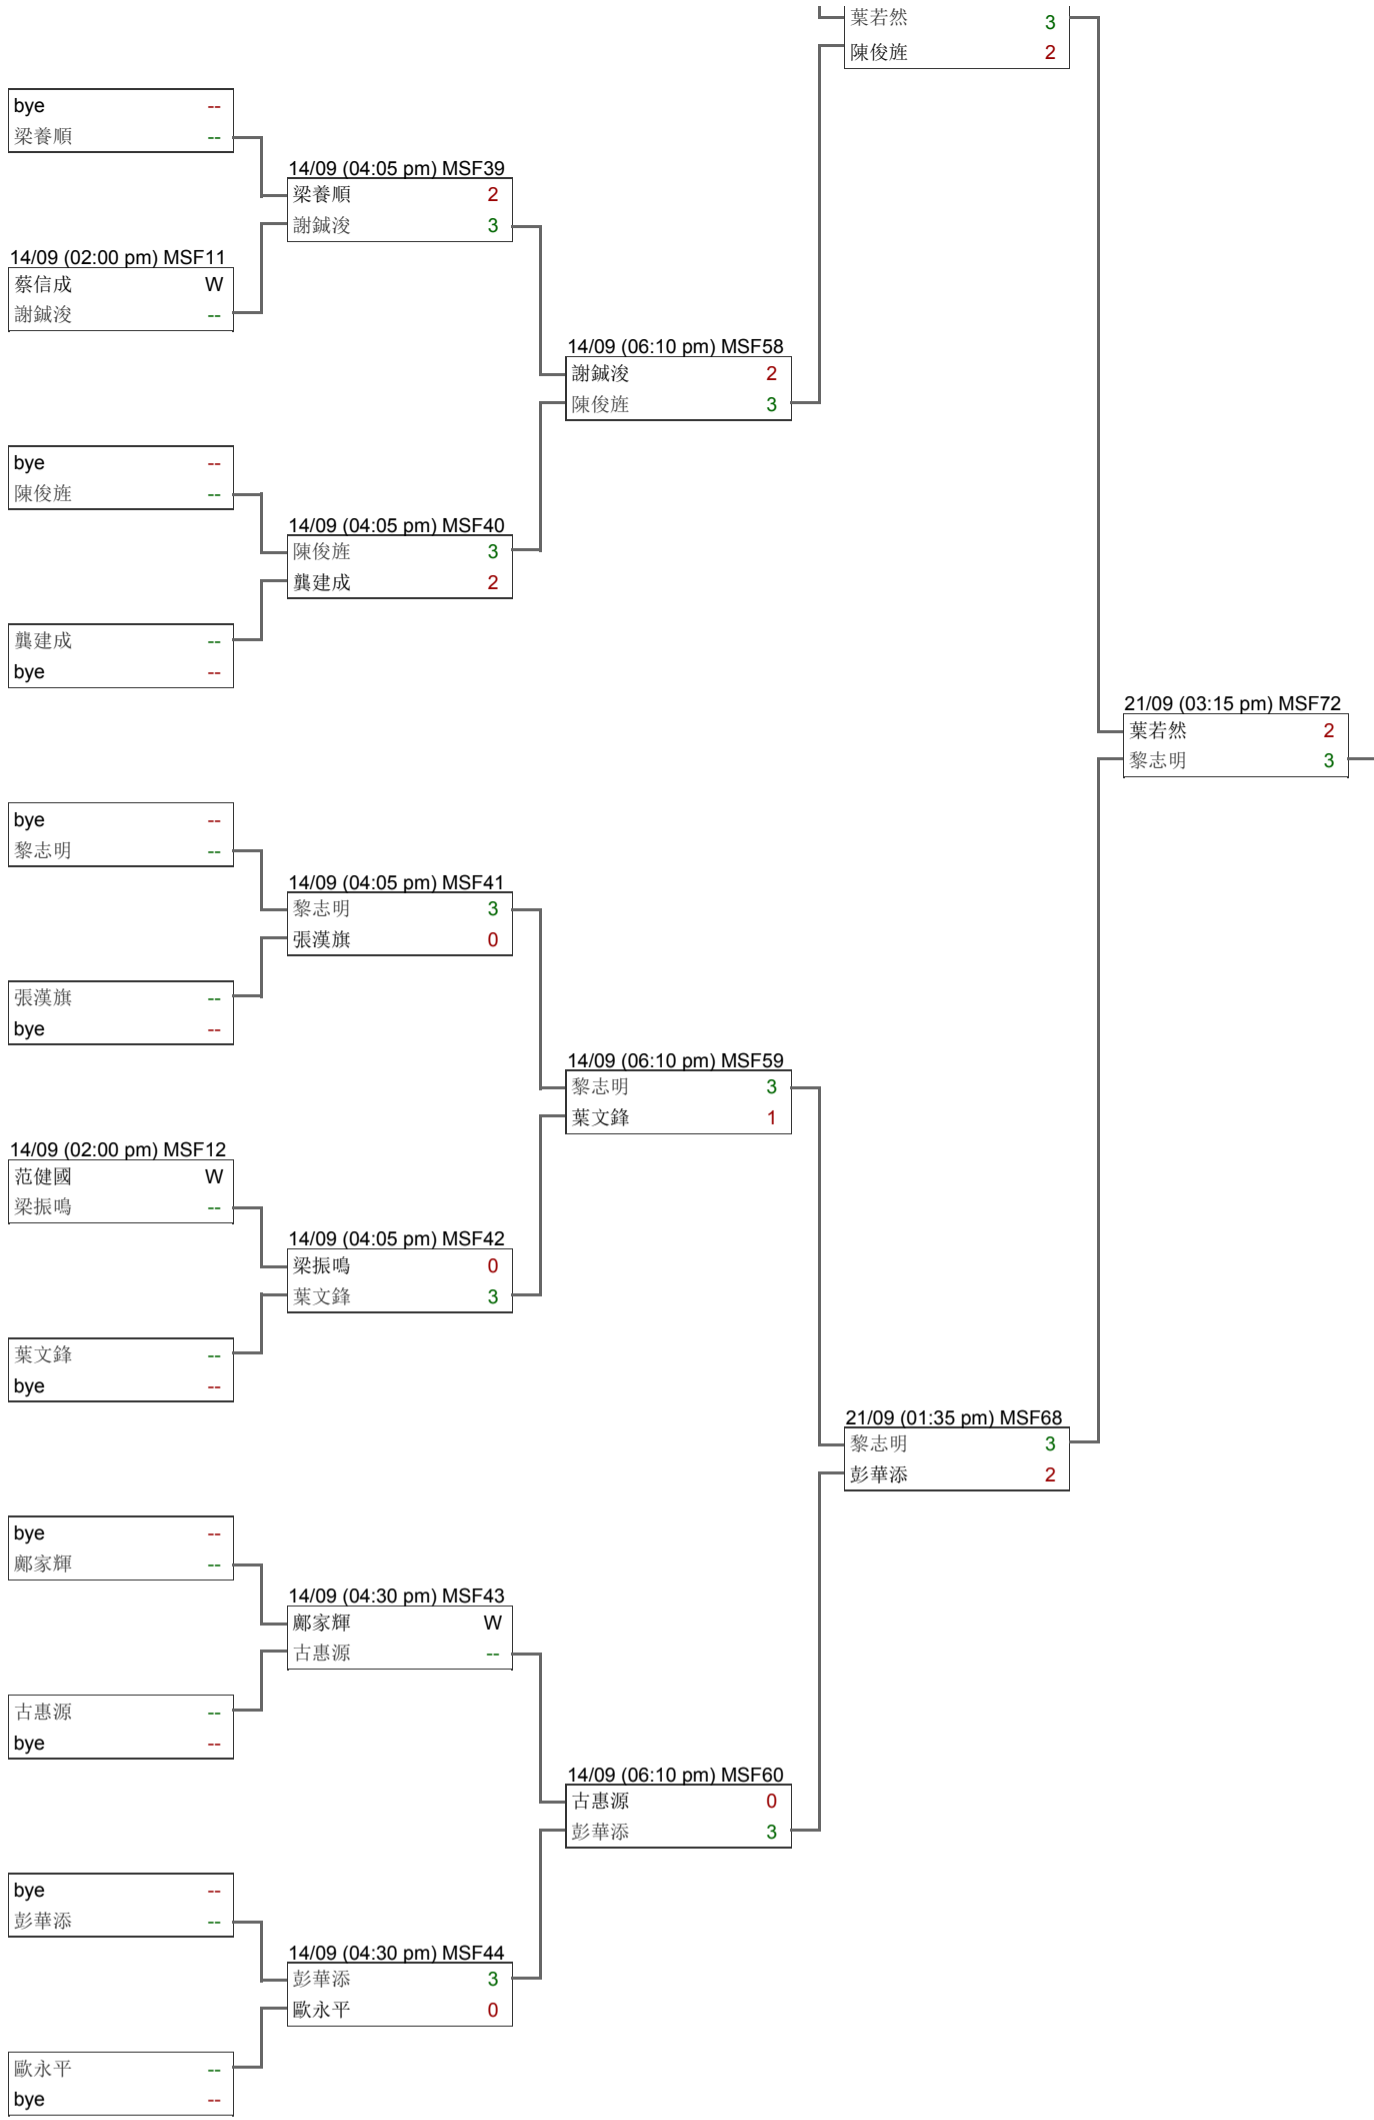 葉若然 3
陳俊旌 2
bye --
梁養順 --
14/09 (04:05 pm) MSF39
梁養順 2
謝鋮浚 3
14/09 (02:00 pm) MSF11
蔡信成 W
謝鋮浚 --
14/09 (06:10 pm) MSF58
謝鋮浚 2
陳俊旌 3
bye --
陳俊旌 --
14/09 (04:05 pm) MSF40
陳俊旌 3
龔建成 2
龔建成 --
bye --
21/09 (03:15 pm) MSF72
葉若然 2
黎志明 3
bye --
黎志明 --
14/09 (04:05 pm) MSF41
黎志明 3
張漢旗 0
張漢旗 --
bye --
14/09 (06:10 pm) MSF59
黎志明 3
葉文鋒 1
14/09 (02:00 pm) MSF12
范健國 W
梁振鳴 --
14/09 (04:05 pm) MSF42
梁振鳴 0
葉文鋒 3
葉文鋒 --
bye --
21/09 (01:35 pm) MSF68
黎志明 3
彭華添 2
bye --
鄺家輝 --
14/09 (04:30 pm) MSF43
鄺家輝 W
古惠源 --
古惠源 --
bye --
14/09 (06:10 pm) MSF60
古惠源 0
彭華添 3
bye --
彭華添 --
14/09 (04:30 pm) MSF44
彭華添 3
歐永平 0
歐永平 --
bye --